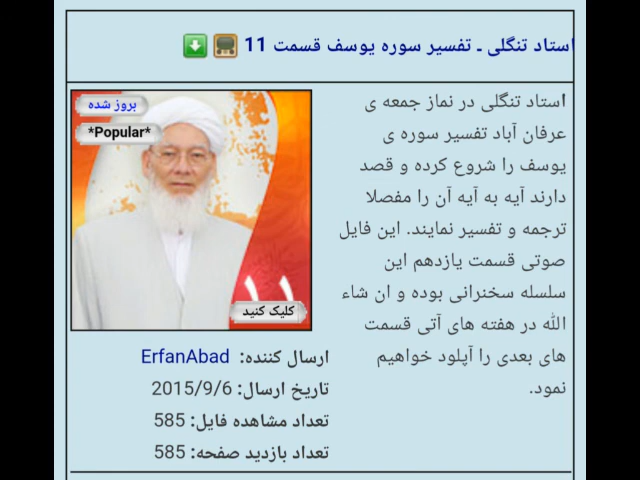 استاد تنگلی ـ تفسیر سوره یوسف قسمت 11
بروز شده
*Popular*
۱۱
کلیک کنید
استاد تنگلی در نماز جمعه ی
عرفان آباد تفسیر سوره ی
یوسف را شروع کرده و قصد
دارند آیه به آیه آن را مفصلا
ترجمه و تفسیر نمایند. این فایل
صوتی قسمت یازدهم این
سلسله سخنرانی بوده و ان شاء
الله در هفته های آتی قسمت
های بعدی را آپلود خواهیم
نمود.
ارسال کننده: ErfanAbad
تاریخ ارسال: 2015/9/6
تعداد مشاهده فایل: 585
تعداد بازدید صفحه: 585